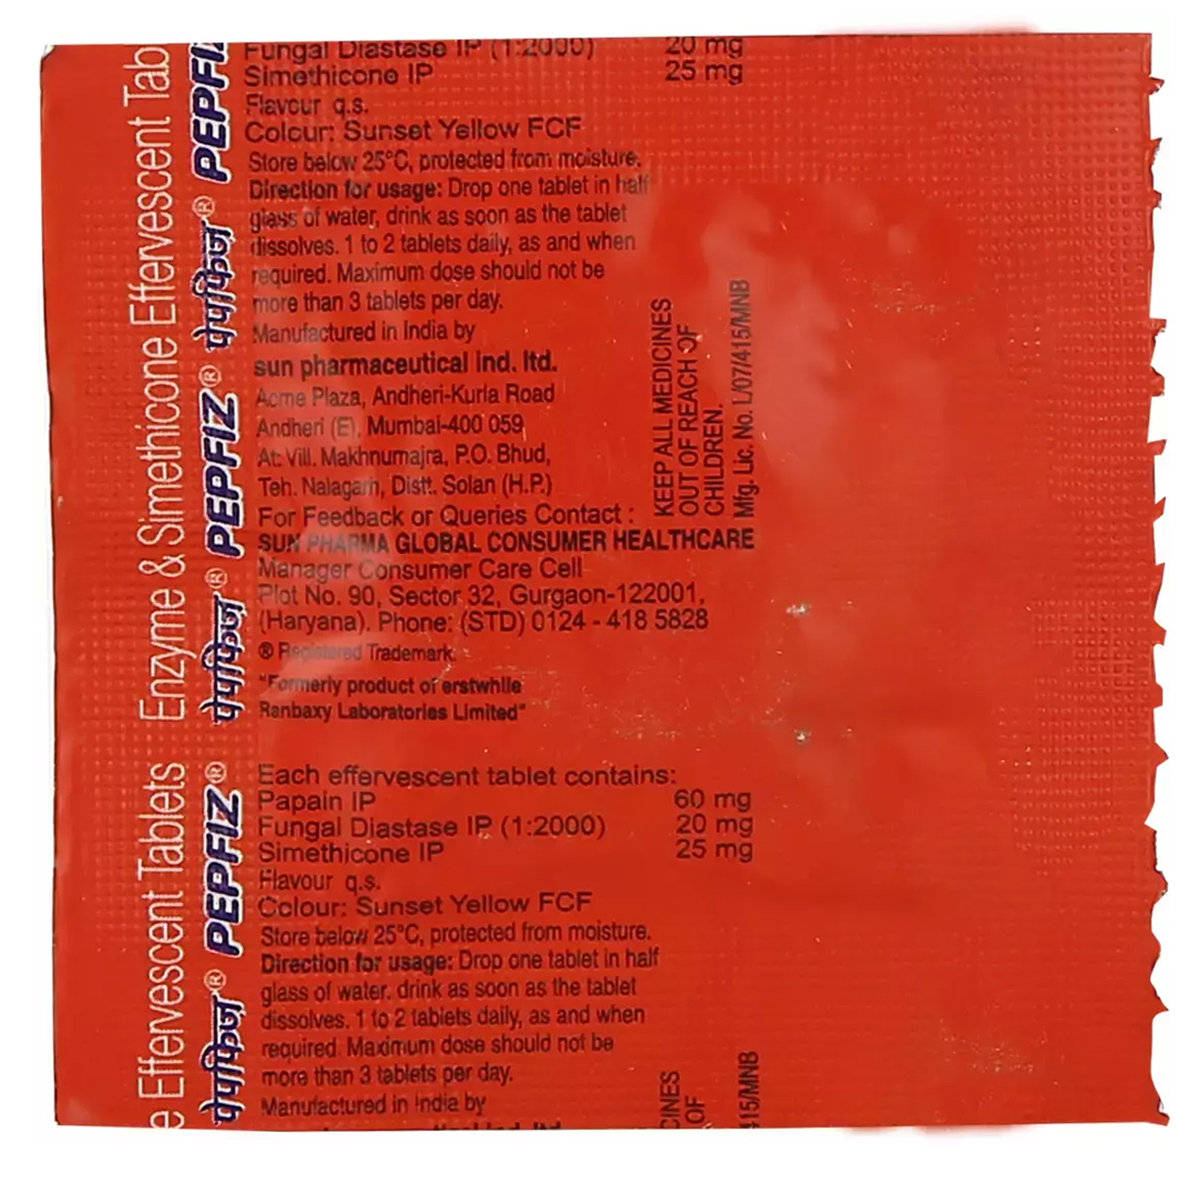 Enzyme & Simethicone Effervescent Tab
e Effervescent Tablets
पेपफिज़® PEPFIZ
पेपफिज़® PEPFIZ®
पेपफिज़® PEPFIZ®
Fungal Diastase IP (1:2000) 20 mg
Simethicone IP 25 mg
Flavour q.s.
Colour: Sunset Yellow FCF
Store below 25°C, protected from moisture.
Direction for usage: Drop one tablet in half
glass of water, drink as soon as the tablet
dissolves. 1 to 2 tablets daily, as and when
required. Maximum dose should not be
more than 3 tablets per day.
Manufactured in India by
sun pharmaceutical ind. ltd.
Acme Plaza, Andheri-Kurla Road
Andheri (E), Mumbai-400 059
At: Vill. Makhnumajra, P.O. Bhud,
Teh. Nalagarh, Distt. Solan (H.P.)
For Feedback or Queries Contact :
SUN PHARMA GLOBAL CONSUMER HEALTHCARE
Manager Consumer Care Cell
Plot No. 90, Sector 32, Gurgaon-122001,
(Haryana). Phone: (STD) 0124 - 418 5828
® Registered Trademark.
"Formerly product of erstwhile
Ranbaxy Laboratories Limited"
KEEP ALL MEDICINES
OUT OF REACH OF
CHILDREN.
Mfg. Lic. No. L/07/415/MNB
Each effervescent tablet contains:
Papain IP 60 mg
Fungal Diastase IP (1:2000) 20 mg
Simethicone IP 25 mg
Flavour q.s.
Colour: Sunset Yellow FCF
Store below 25°C, protected from moisture.
Direction for usage: Drop one tablet in half
glass of water, drink as soon as the tablet
dissolves. 1 to 2 tablets daily, as and when
required. Maximum dose should not be
more than 3 tablets per day.
Manufactured in India by
CINES
OF
15/MNB